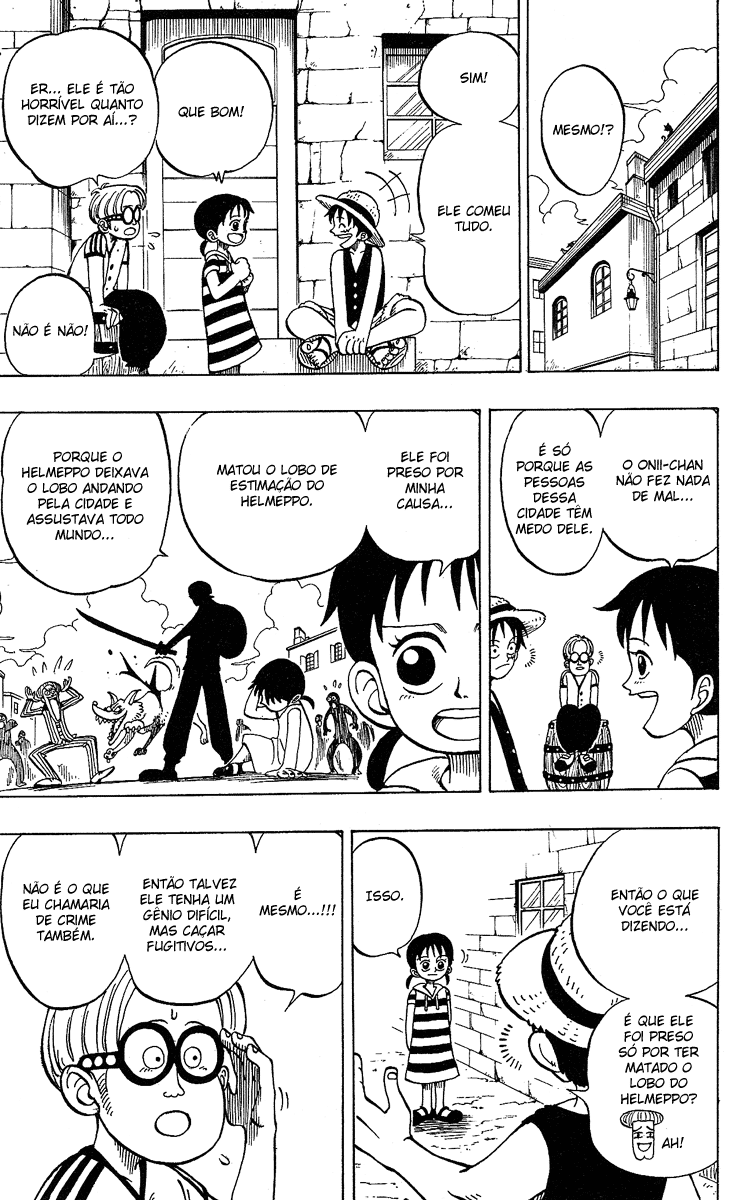 MESMO!?
SIM!
ELE COMEU
TUDO.
QUE BOM!
ER... ELE É TÃO
HORRÍVEL QUANTO
DIZEM POR AÍ...?
NÃO É NÃO!
O ONII-CHAN
NÃO FEZ NADA
DE MAL...
É SÓ
PORQUE AS
PESSOAS
DESSA
CIDADE TÊM
MEDO DELE.
ELE FOI
PRESO POR
MINHA
CAUSA...
MATOU O LOBO DE
ESTIMAÇÃO DO
HELMEPPO.
PORQUE O
HELMEPPO DEIXAVA
O LOBO ANDANDO
PELA CIDADE E
ASSUSTAVA TODO
MUNDO...
ENTÃO O QUE
VOCÊ ESTÁ
DIZENDO...
É QUE ELE
FOI PRESO
SÓ POR TER
MATADO O
LOBO DO
HELMEPPO?
AH!
ISSO.
É
MESMO...!!!
ENTÃO TALVEZ
ELE TENHA UM
GÊNIO DIFÍCIL,
MAS CAÇAR
FUGITIVOS...
NÃO É O QUE
EU CHAMARIA
DE CRIME
TAMBÉM.